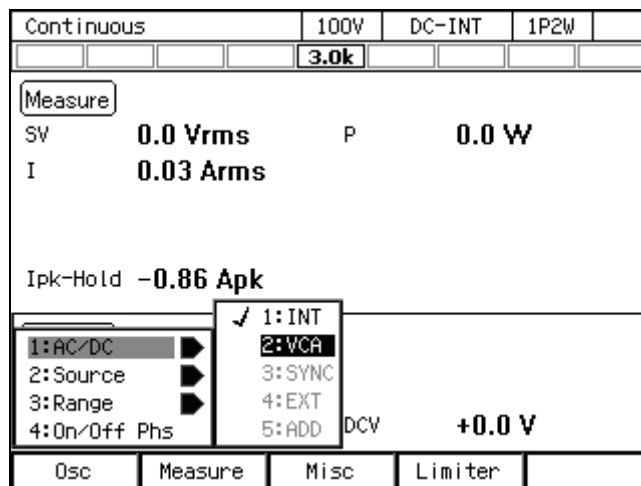 Continuous 100V DC-INT 1P2W
3.0k
Measure
SV 0.0 Vrms P 0.0 W
I 0.03 Arms
Ipk-Hold -0.86 Apk
✓ 1:INT
1:AC/DC 2:VCA
2:Source 3:SYNC
3:Range 4:EXT
4:On/Off Phs 5:ADD DCV +0.0 V
Osc Measure Misc Limiter